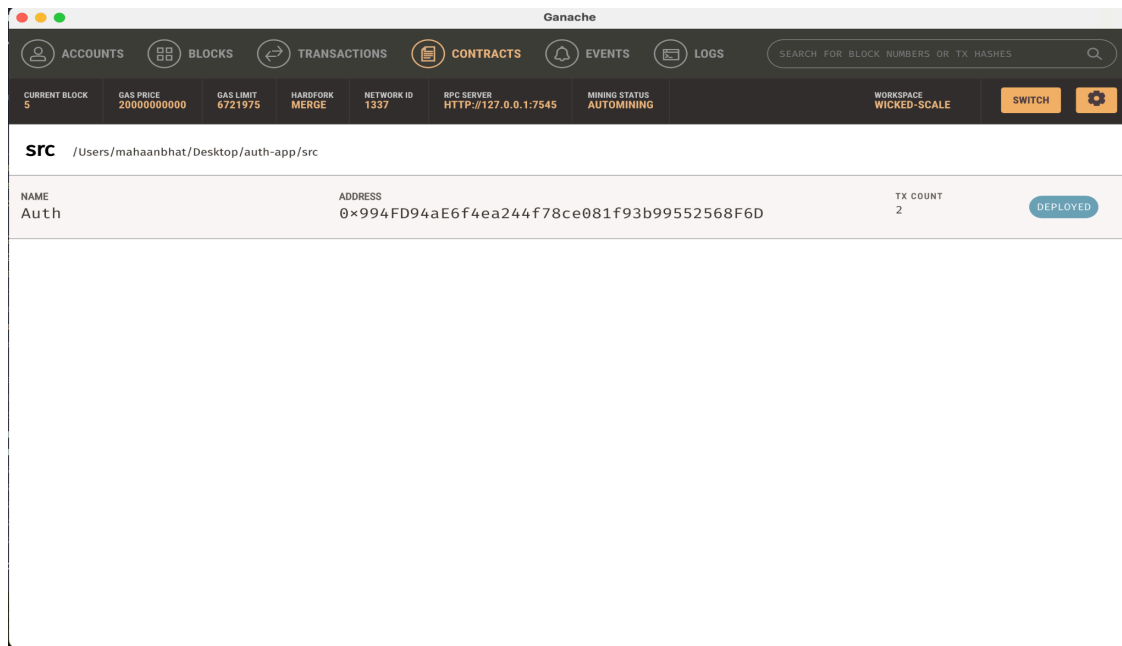 Ganache
ACCOUNTS BLOCKS TRANSACTIONS CONTRACTS EVENTS LOGS SEARCH FOR BLOCK NUMBERS OR TX HASHES
CURRENT BLOCK GAS PRICE GAS LIMIT HARDFORK NETWORK ID RPC SERVER MINING STATUS WORKSPACE
5 20000000000 6721975 MERGE 1337 HTTP://127.0.0.1:7545 AUTOMINING WICKED-SCALE SWITCH
src /Users/mahaanbhat/Desktop/auth-app/src
NAME ADDRESS TX COUNT
Auth 0×994FD94aE6f4ea244f78ce081f93b99552568F6D 2 DEPLOYED